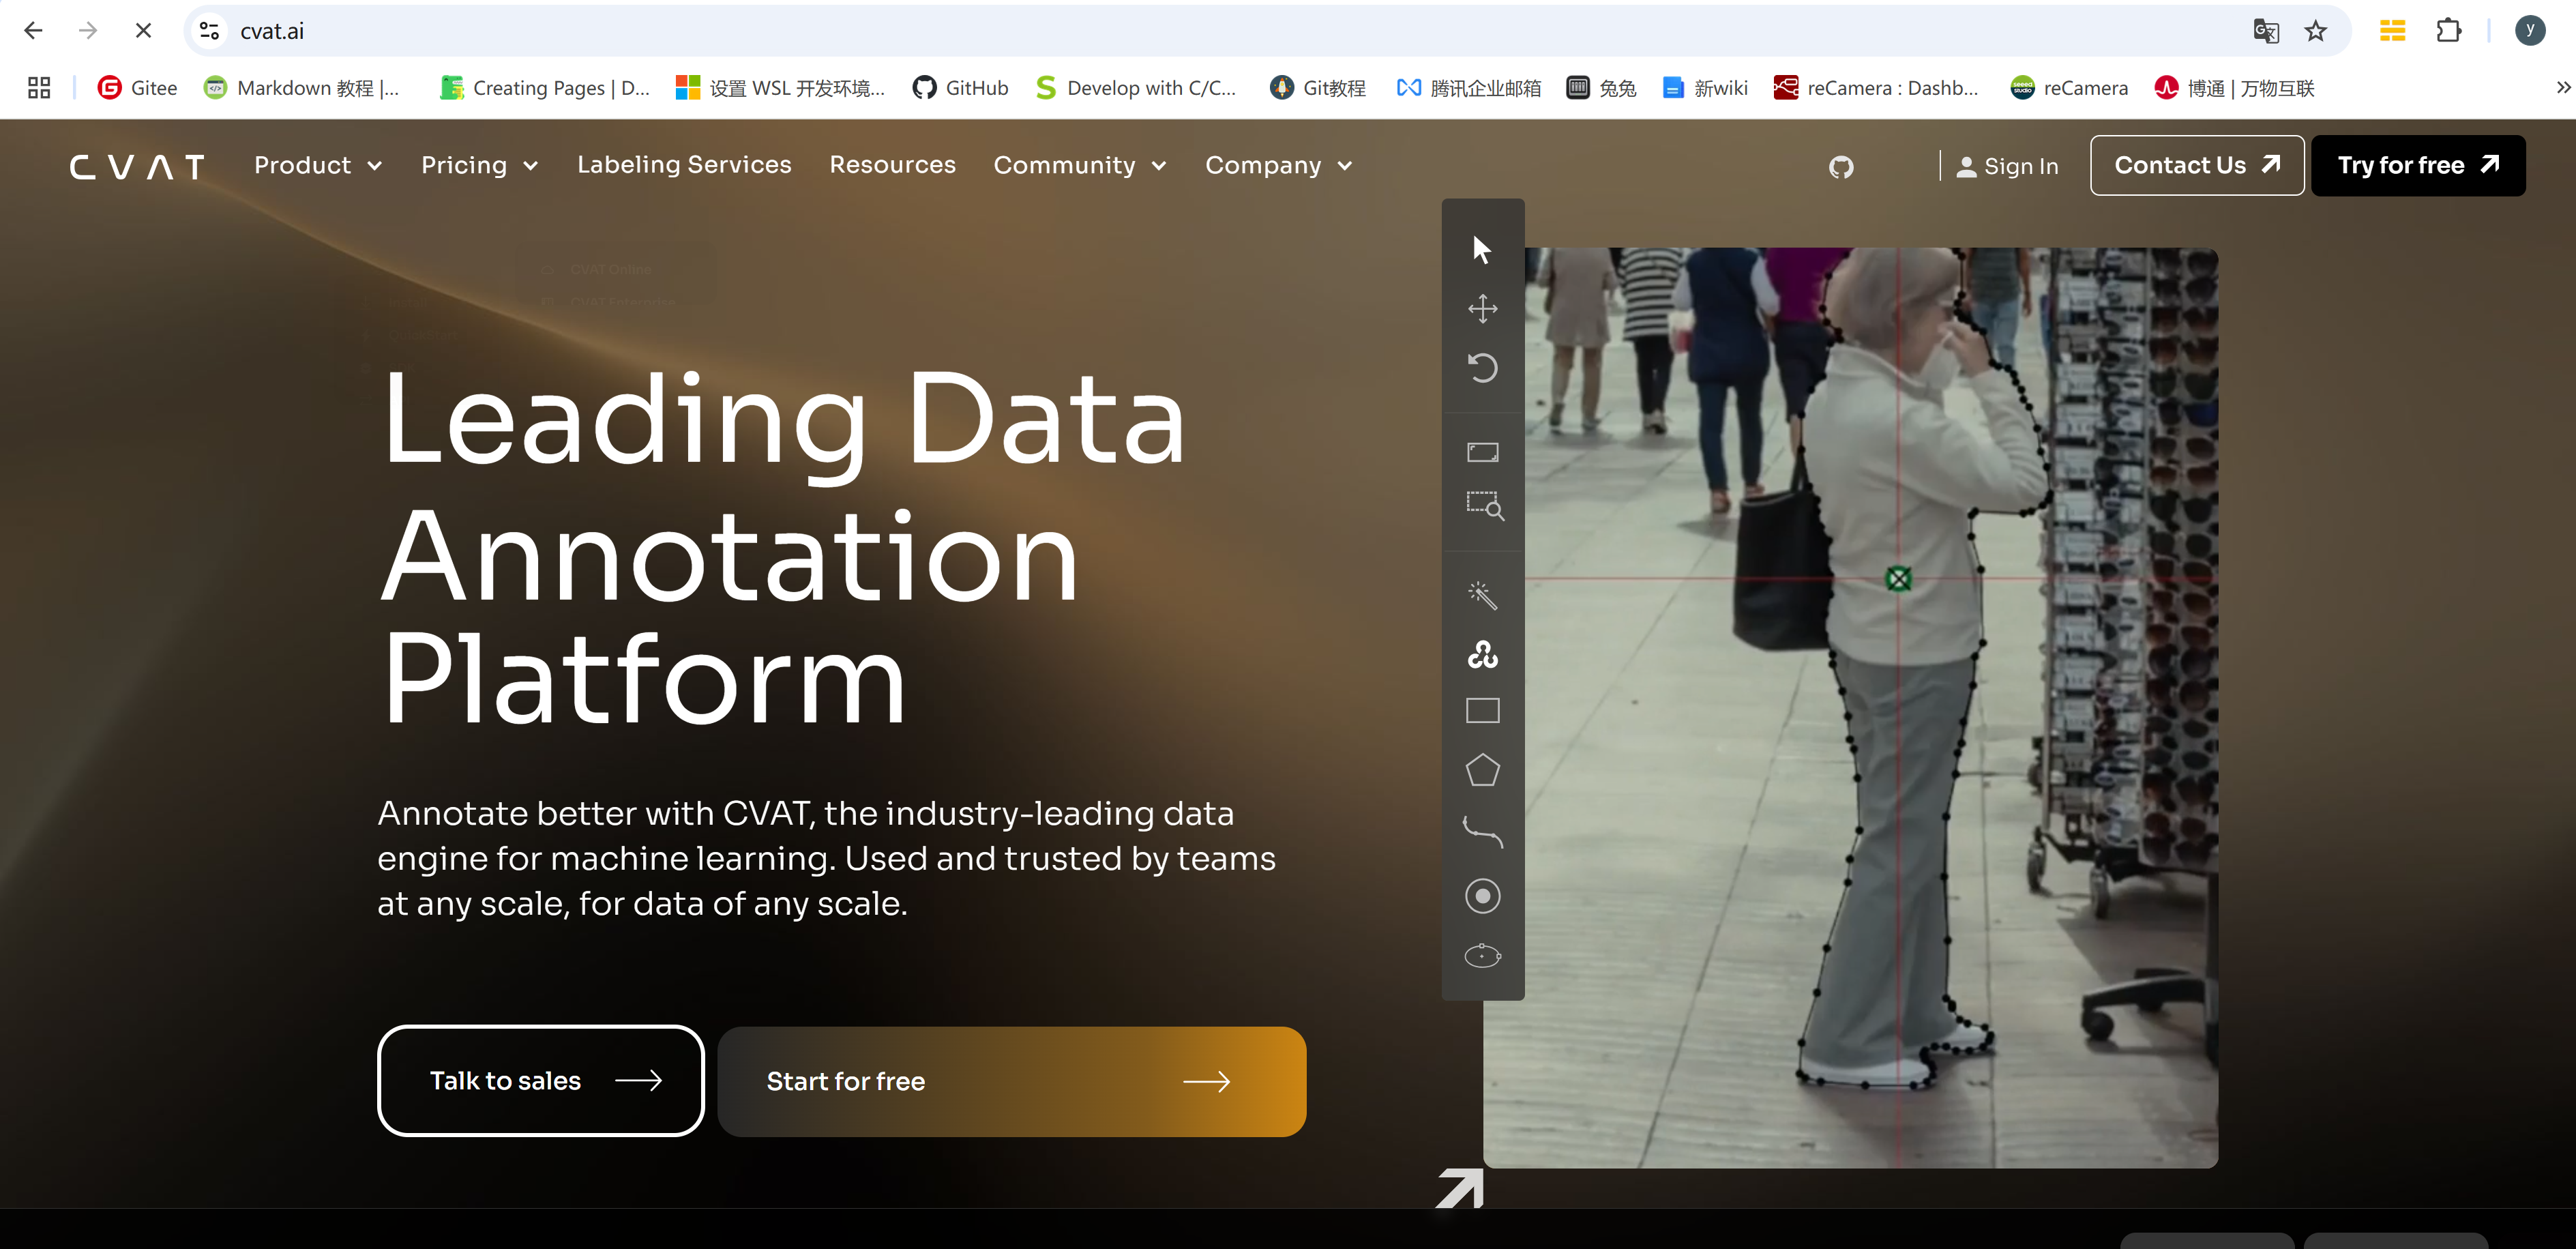 cvat.ai
y
Gitee
Markdown 教程 |...
Creating Pages | D...
设置 WSL 开发环境...
GitHub
Develop with C/C...
Git教程
腾讯企业邮箱
兔兔
新wiki
reCamera : Dashb...
reCamera
博通 | 万物互联
CVAT
Product
Pricing
Labeling Services
Resources
Community
Company
Sign In
Contact Us
Try for free
CVAT Online
CVAT Enterprise
Leading Data
Annotation
Platform
Annotate better with CVAT, the industry-leading data
engine for machine learning. Used and trusted by teams
at any scale, for data of any scale.
Talk to sales
Start for free